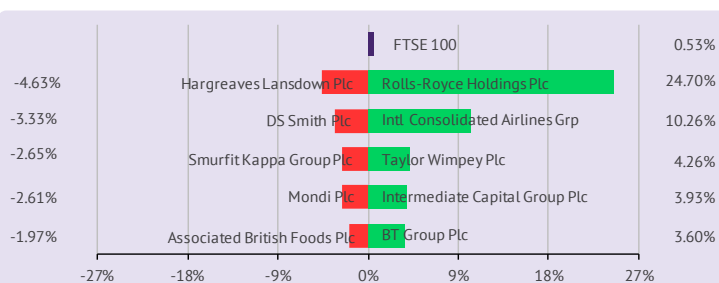 FTSE 100 0.53%
-4.63% Hargreaves Lansdown Plc Rolls-Royce Holdings Plc 24.70%
-3.33% DS Smith Plc Intl Consolidated Airlines Grp 10.26%
-2.65% Smurfit Kappa Group Plc Taylor Wimpey Plc 4.26%
-2.61% Mondi Plc Intermediate Capital Group Plc 3.93%
-1.97% Associated British Foods Plc BT Group Plc 3.60%
-27% -18% -9% 0% 9% 18% 27%